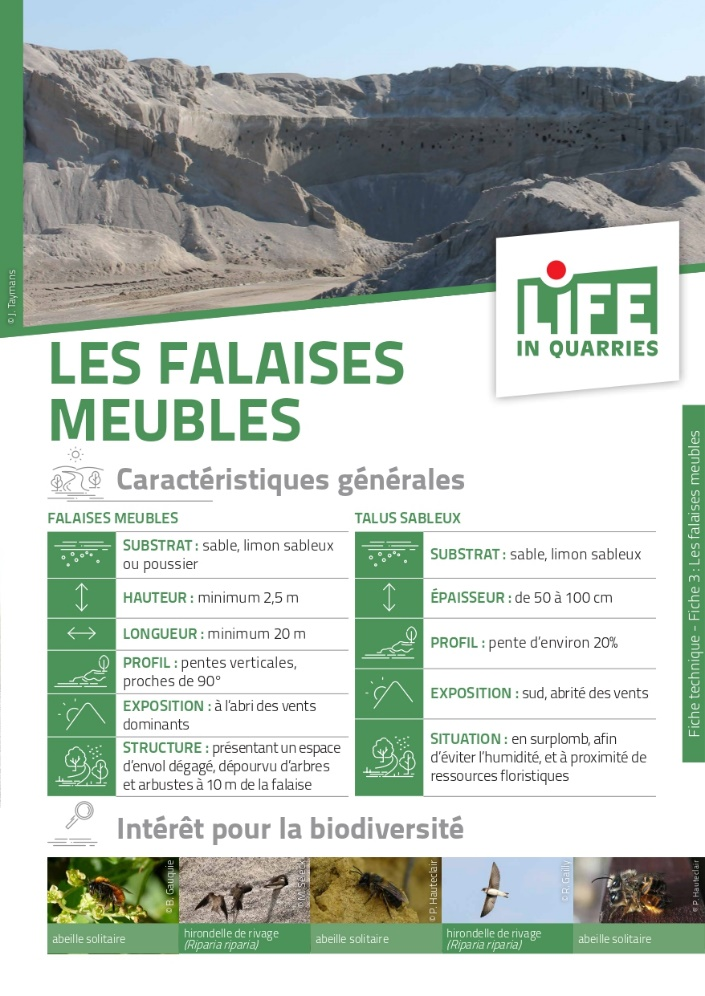 © J. Taymans
LiFE
IN QUARRIES
LES FALAISES
MEUBLES
Caractéristiques générales
FALAISES MEUBLES
SUBSTRAT : sable, limon sableux
ou poussier
HAUTEUR : minimum 2,5 m
LONGUEUR : minimum 20 m
PROFIL : pentes verticales,
proches de 90°
EXPOSITION : à l'abri des vents
dominants
STRUCTURE : présentant un espace
d'envol dégagé, dépourvu d'arbres
et arbustes à 10 m de la falaise
TALUS SABLEUX
SUBSTRAT : sable, limon sableux
ÉPAISSEUR : de 50 à 100 cm
PROFIL : pente d'environ 20%
EXPOSITION : sud, abrité des vents
SITUATION : en surplomb, afin
d'éviter l'humidité, et à proximité de
ressources floristiques
Fiche technique - Fiche 3 : Les falaises meubles
Intérêt pour la biodiversité
© B. Gauquie
abeille solitaire
hirondelle de rivage
(Riparia riparia)
© P. Hauteclair
abeille solitaire
© R. Gailly
hirondelle de rivage
(Riparia riparia)
© P. Hauteclair
abeille solitaire